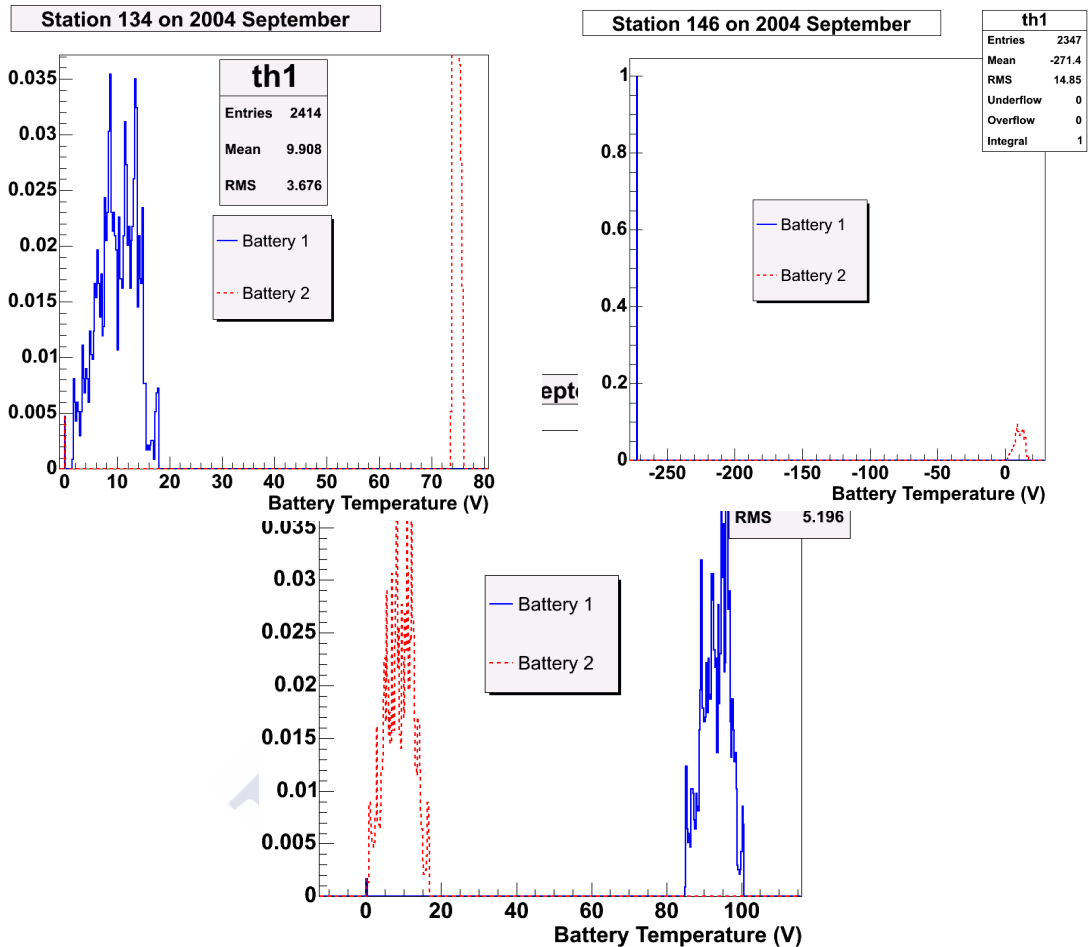 Station 134 on 2004 September
th1
Entries 2414
Mean 9.908
RMS 3.676
Battery 1
Battery 2
0.035
0.03
0.025
0.02
0.015
0.01
0.005
0
0 10 20 30 40 50 60 70 80
Battery Temperature (V)
Station 146 on 2004 September
th1
Entries 2347
Mean -271.4
RMS 14.85
Underflow 0
Overflow 0
Integral 1
1
0.8
0.6
0.4
0.2
0
Battery 1
Battery 2
-250 -200 -150 -100 -50 0
Battery Temperature (V)
epte
RMS 5.196
0.035
0.03
0.025
0.02
0.015
0.01
0.005
0
Battery 1
Battery 2
0 20 40 60 80 100
Battery Temperature (V)